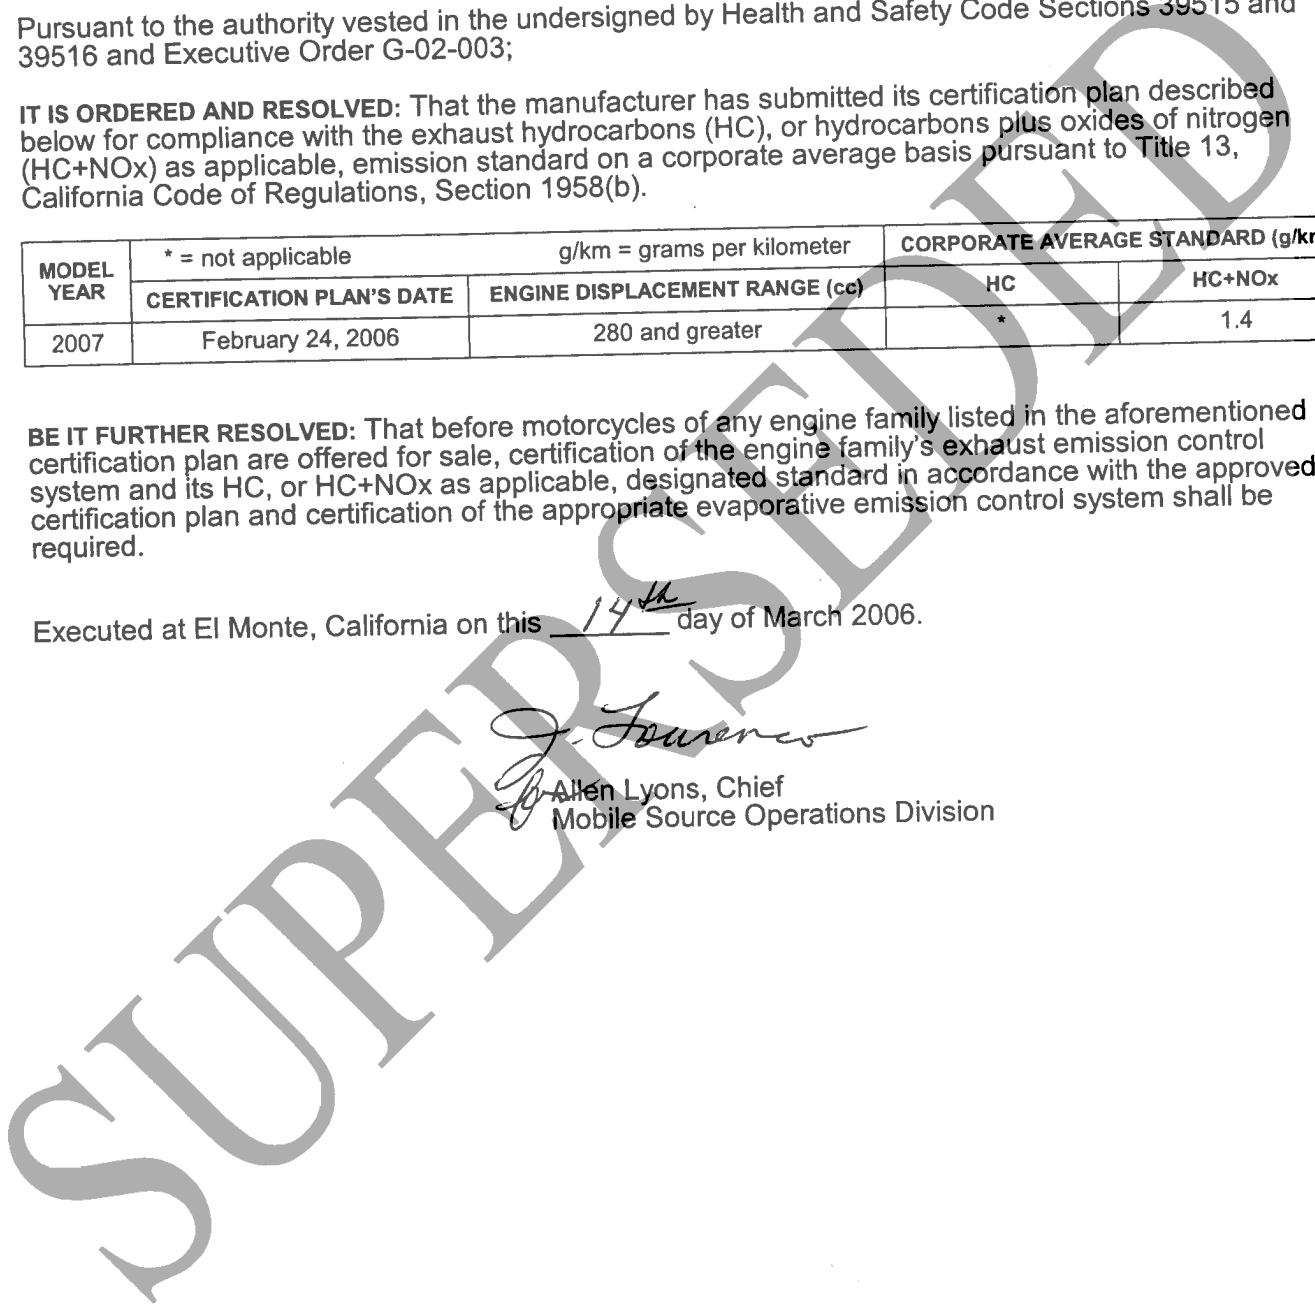 Pursuant to the authority vested in the undersigned by Health and Safety Code Sections 39515 and
39516 and Executive Order G-02-003;
IT IS ORDERED AND RESOLVED: That the manufacturer has submitted its certification plan described
below for compliance with the exhaust hydrocarbons (HC), or hydrocarbons plus oxides of nitrogen
(HC+NOx) as applicable, emission standard on a corporate average basis pursuant to Title 13,
California Code of Regulations, Section 1958(b).
MODEL YEAR
* = not applicable g/km = grams per kilometer
CORPORATE AVERAGE STANDARD (g/km
CERTIFICATION PLAN'S DATE ENGINE DISPLACEMENT RANGE (cc) HC HC+NOx
2007 February 24, 2006 280 and greater * 1.4
BE IT FURTHER RESOLVED: That before motorcycles of any engine family listed in the aforementioned
certification plan are offered for sale, certification of the engine family's exhaust emission control
system and its HC, or HC+NOx as applicable, designated standard in accordance with the approved
certification plan and certification of the appropriate evaporative emission control system shall be
required.
Executed at El Monte, California on this 14th day of March 2006.
J. Lourenco
Allen Lyons, Chief
Mobile Source Operations Division
SUPERSEDED